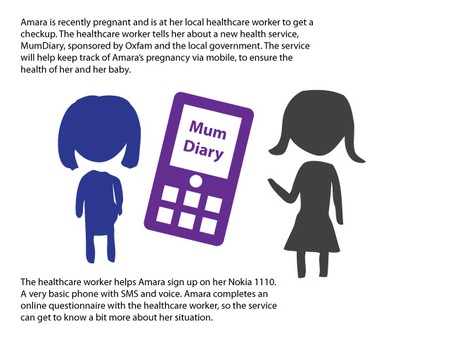 Amara is recently pregnant and is at her local healthcare worker to get a
checkup. The healthcare worker tells her about a new health service,
MumDiary, sponsored by Oxfam and the local government. The service
will help keep track of Amara's pregnancy via mobile, to ensure the
health of her and her baby.
Mum
Diary
The healthcare worker helps Amara sign up on her Nokia 1110.
A very basic phone with SMS and voice. Amara completes an
online questionnaire with the healthcare worker, so the service
can get to know a bit more about her situation.